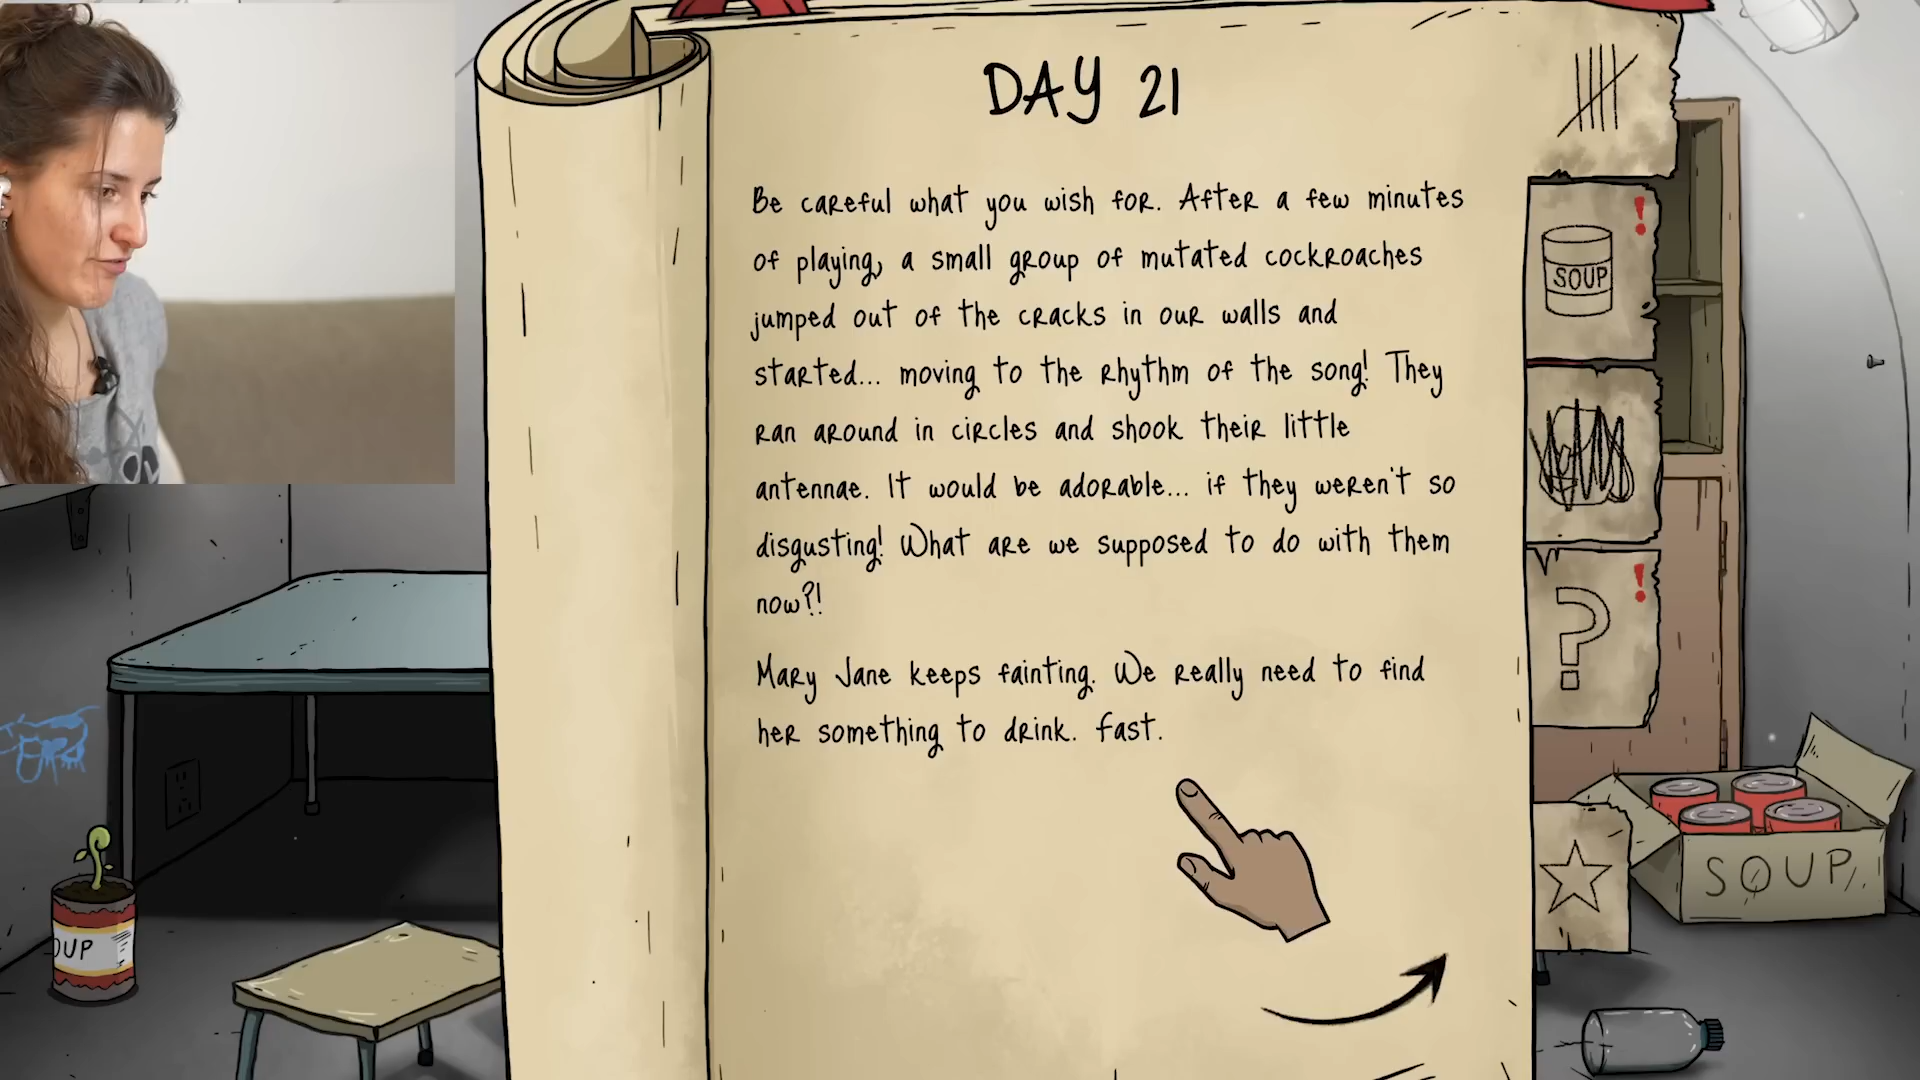 DAY 21
Be careful what you wish for. After a few minutes
of playing, a small group of mutated cockroaches
jumped out of the cracks in our walls and
started... moving to the rhythm of the song! They
ran around in circles and shook their little
antennae. It would be adorable... if they weren't so
disgusting! What are we supposed to do with them
now?!
Mary Jane keeps fainting. We really need to find
her something to drink. Fast.
!
SOUP
?
!
SOUP
OUP